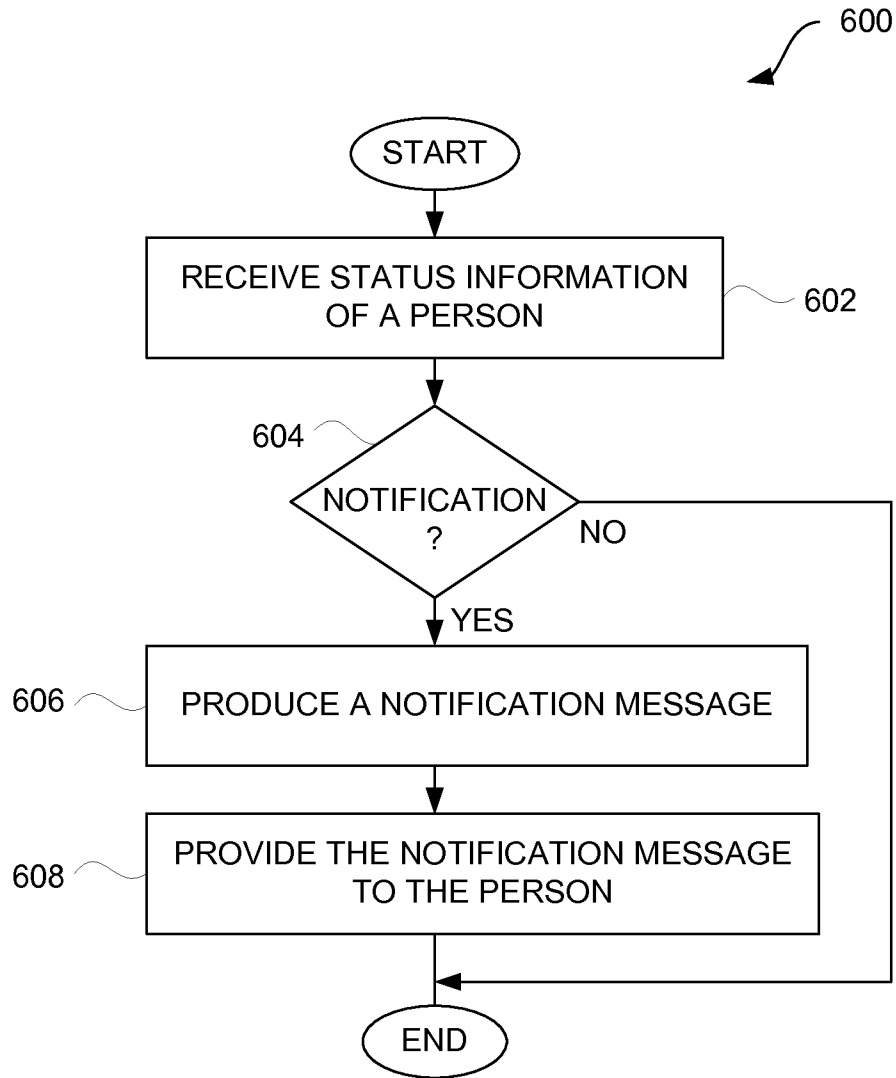 600
START
RECEIVE STATUS INFORMATION
OF A PERSON
602
604
NOTIFICATION
?
NO
YES
606
PRODUCE A NOTIFICATION MESSAGE
608
PROVIDE THE NOTIFICATION MESSAGE
TO THE PERSON
END